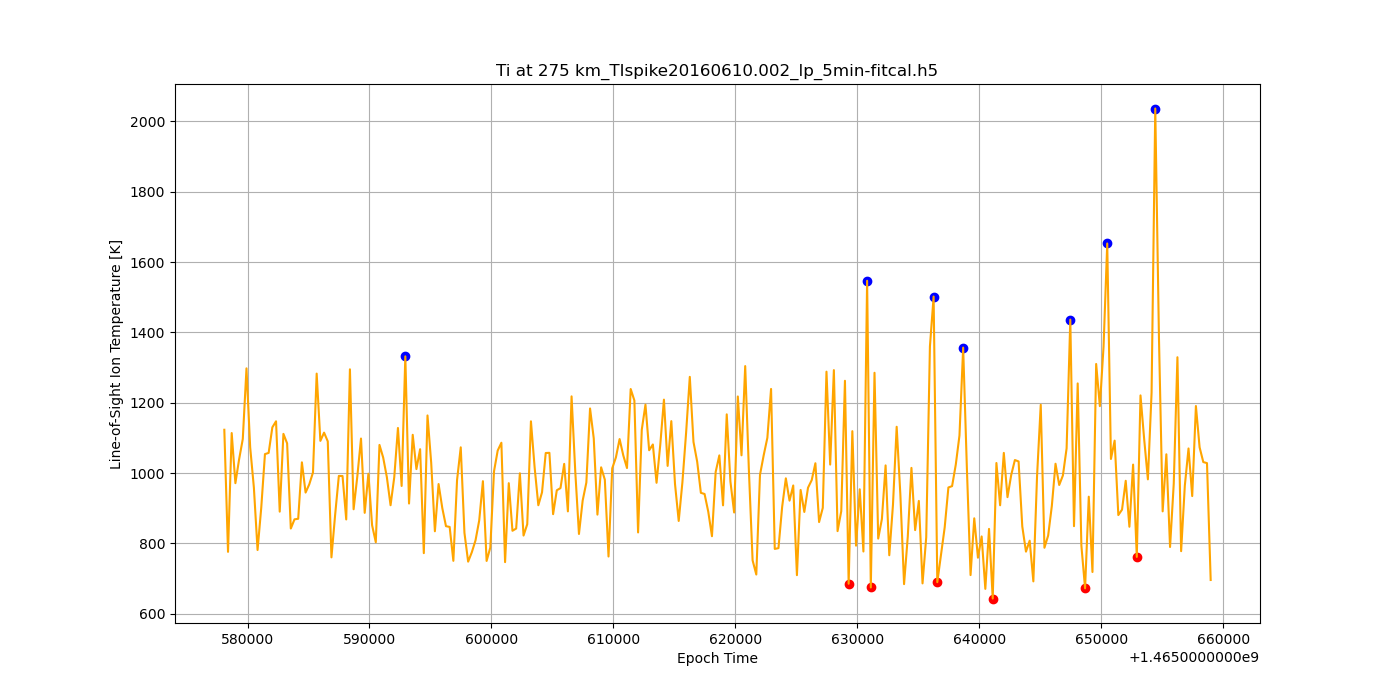 Ti at 275 km_TIspike20160610.002_lp_5min-fitcal.h5
Line-of-Sight Ion Temperature [K]
2000
1800
1600
1400
1200
1000
800
600
580000 590000 600000 610000 620000 630000 640000 650000 660000
Epoch Time
+1.4650000000e9